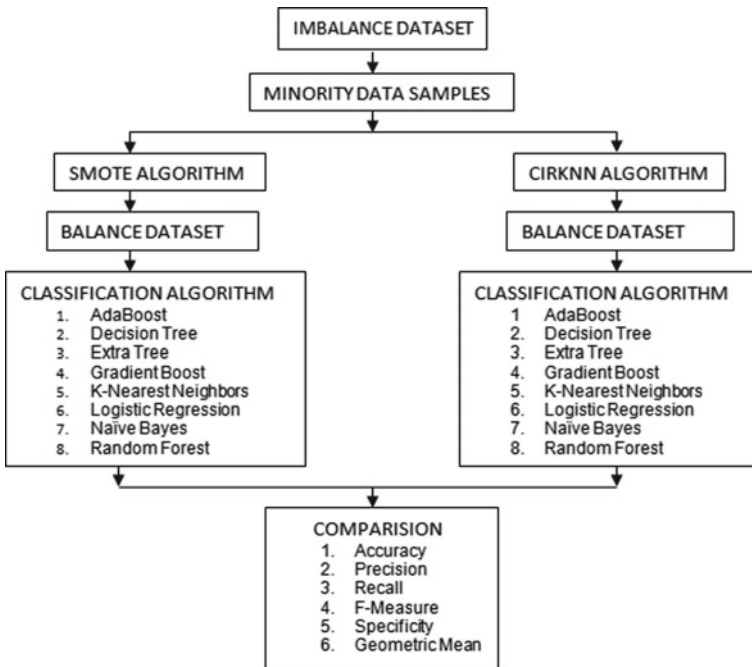 IMBALANCE DATASET
MINORITY DATA SAMPLES
SMOTE ALGORITHM
CIRKNN ALGORITHM
BALANCE DATASET
BALANCE DATASET
CLASSIFICATION ALGORITHM
1. AdaBoost
2. Decision Tree
3. Extra Tree
4. Gradient Boost
5. K-Nearest Neighbors
6. Logistic Regression
7. Naïve Bayes
8. Random Forest
CLASSIFICATION ALGORITHM
1 AdaBoost
2. Decision Tree
3. Extra Tree
4. Gradient Boost
5. K-Nearest Neighbors
6. Logistic Regression
7. Naïve Bayes
8. Random Forest
COMPARISION
1. Accuracy
2. Precision
3. Recall
4. F-Measure
5. Specificity
6. Geometric Mean